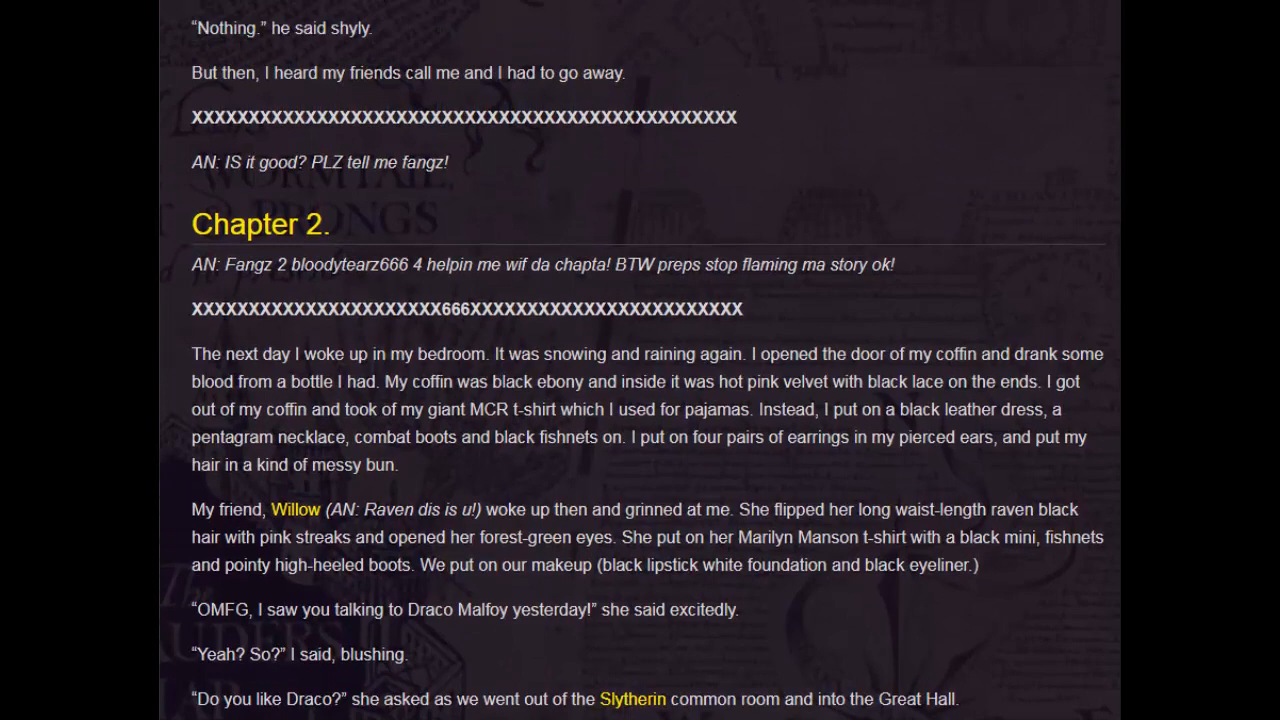 “Nothing.” he said shyly.
But then, I heard my friends call me and I had to go away.
XXXXXXXXXXXXXXXXXXXXXXXXXXXXXXXXXXXXXXXXXXXXXXXX
AN: IS it good? PLZ tell me fangz!
WORMTAIL,
PRONGS
Chapter 2.
AN: Fangz 2 bloodytearz666 4 helpin me wif da chapta! BTW preps stop flaming ma story ok!
XXXXXXXXXXXXXXXXXXXXXX666XXXXXXXXXXXXXXXXXXXXXXXX
The next day I woke up in my bedroom. It was snowing and raining again. I opened the door of my coffin and drank some
blood from a bottle I had. My coffin was black ebony and inside it was hot pink velvet with black lace on the ends. I got
out of my coffin and took of my giant MCR t-shirt which I used for pajamas. Instead, I put on a black leather dress, a
pentagram necklace, combat boots and black fishnets on. I put on four pairs of earrings in my pierced ears, and put my
hair in a kind of messy bun.
My friend, Willow (AN: Raven dis is u!) woke up then and grinned at me. She flipped her long waist-length raven black
hair with pink streaks and opened her forest-green eyes. She put on her Marilyn Manson t-shirt with a black mini, fishnets
and pointy high-heeled boots. We put on our makeup (black lipstick white foundation and black eyeliner.)
“OMFG, I saw you talking to Draco Malfoy yesterday!” she said excitedly.
“Yeah? So?” I said, blushing.
“Do you like Draco?” she asked as we went out of the Slytherin common room and into the Great Hall.